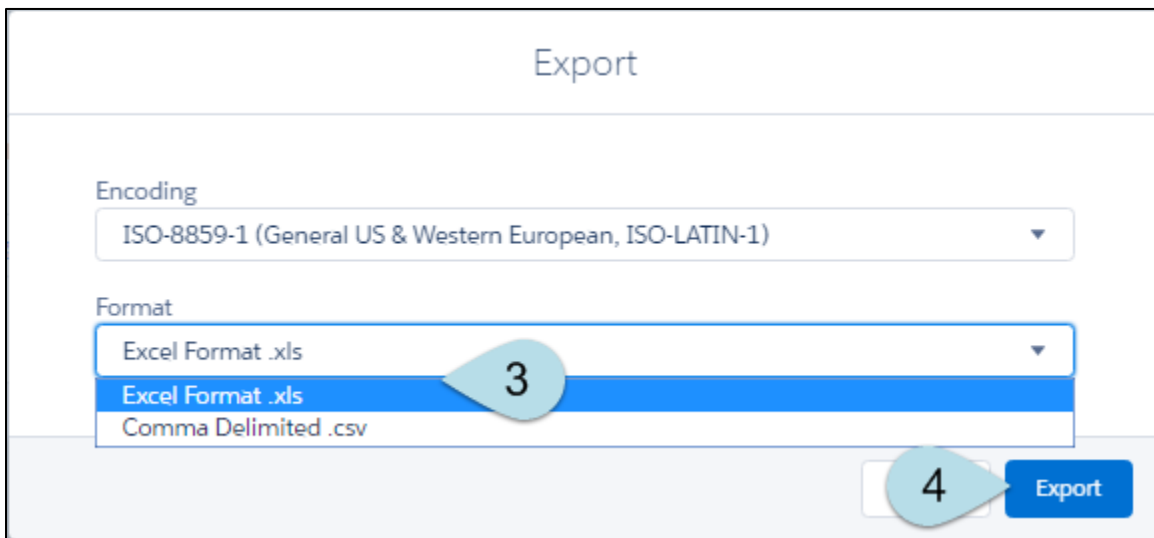 Export
Encoding
ISO-8859-1 (General US & Western European, ISO-LATIN-1)
Format
Excel Format .xls
3
Excel Format .xls
Comma Delimited .csv
4
Export